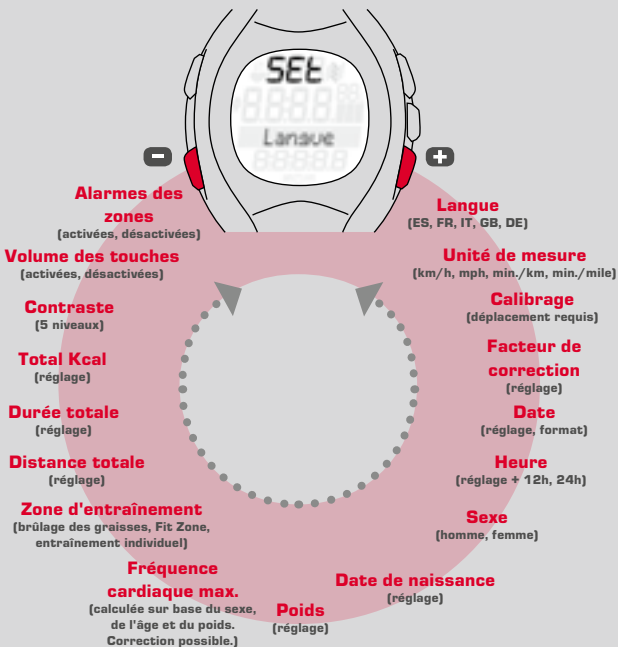 SEt
Langue
-
+
Langue
(ES, FR, IT, GB, DE)
Unité de mesure
(km/h, mph, min./km, min./mile)
Calibrage
(déplacement requis)
Facteur de
correction
(réglage)
Date
(réglage, format)
Heure
(réglage + 12h, 24h)
Sexe
(homme, femme)
Date de naissance
(réglage)
Poids
(réglage)
Fréquence
cardiaque max.
(calculée sur base du sexe,
de l'âge et du poids.
Correction possible.)
Zone d'entraînement
(brûlage des graisses, Fit Zone,
entraînement individuel)
Distance totale
(réglage)
Durée totale
(réglage)
Total Kcal
(réglage)
Contraste
(5 niveaux)
Volume des touches
(activées, désactivées)
Alarmes des
zones
(activées, désactivées)